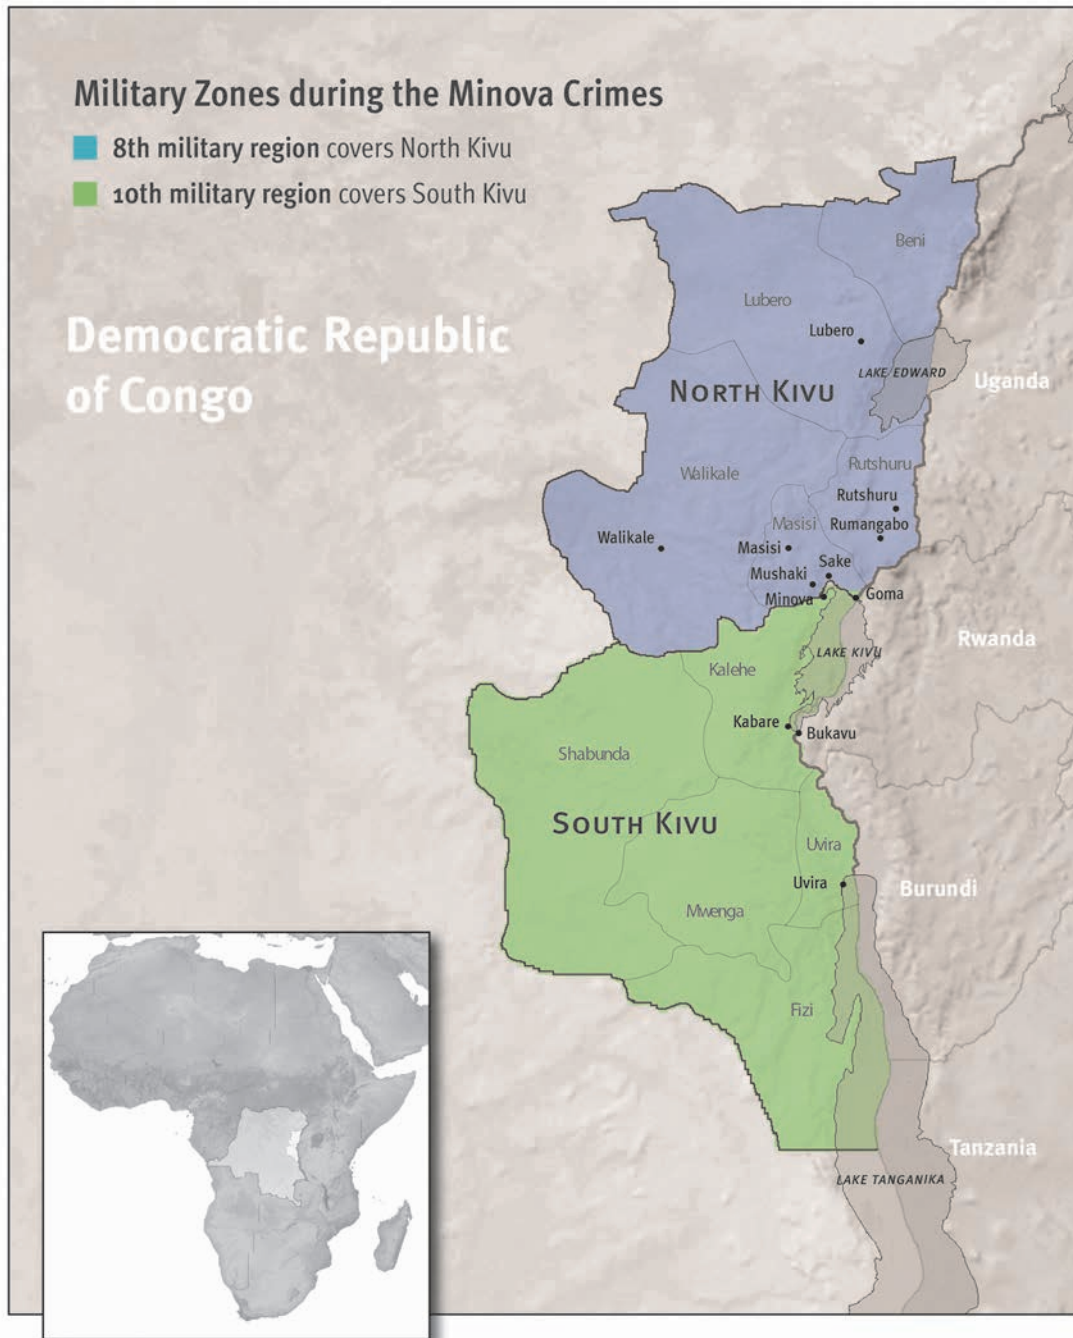 Military Zones during the Minova Crimes
8th military region covers North Kivu
10th military region covers South Kivu
Democratic Republic
of Congo
Beni
Lubero
Lubero
LAKE EDWARD
Uganda
NORTH KIVU
Rutshuru
Walikale
Rutshuru
Masisi
Rumangabo
Walikale
Masisi
Sake
Mushaki
Minova
Goma
Rwanda
LAKE KIVU
Kalehe
Kabare
Bukavu
Shabunda
SOUTH KIVU
Uvira
Uvira
Burundi
Mwenga
Fizi
Tanzania
LAKE TANGANIKA